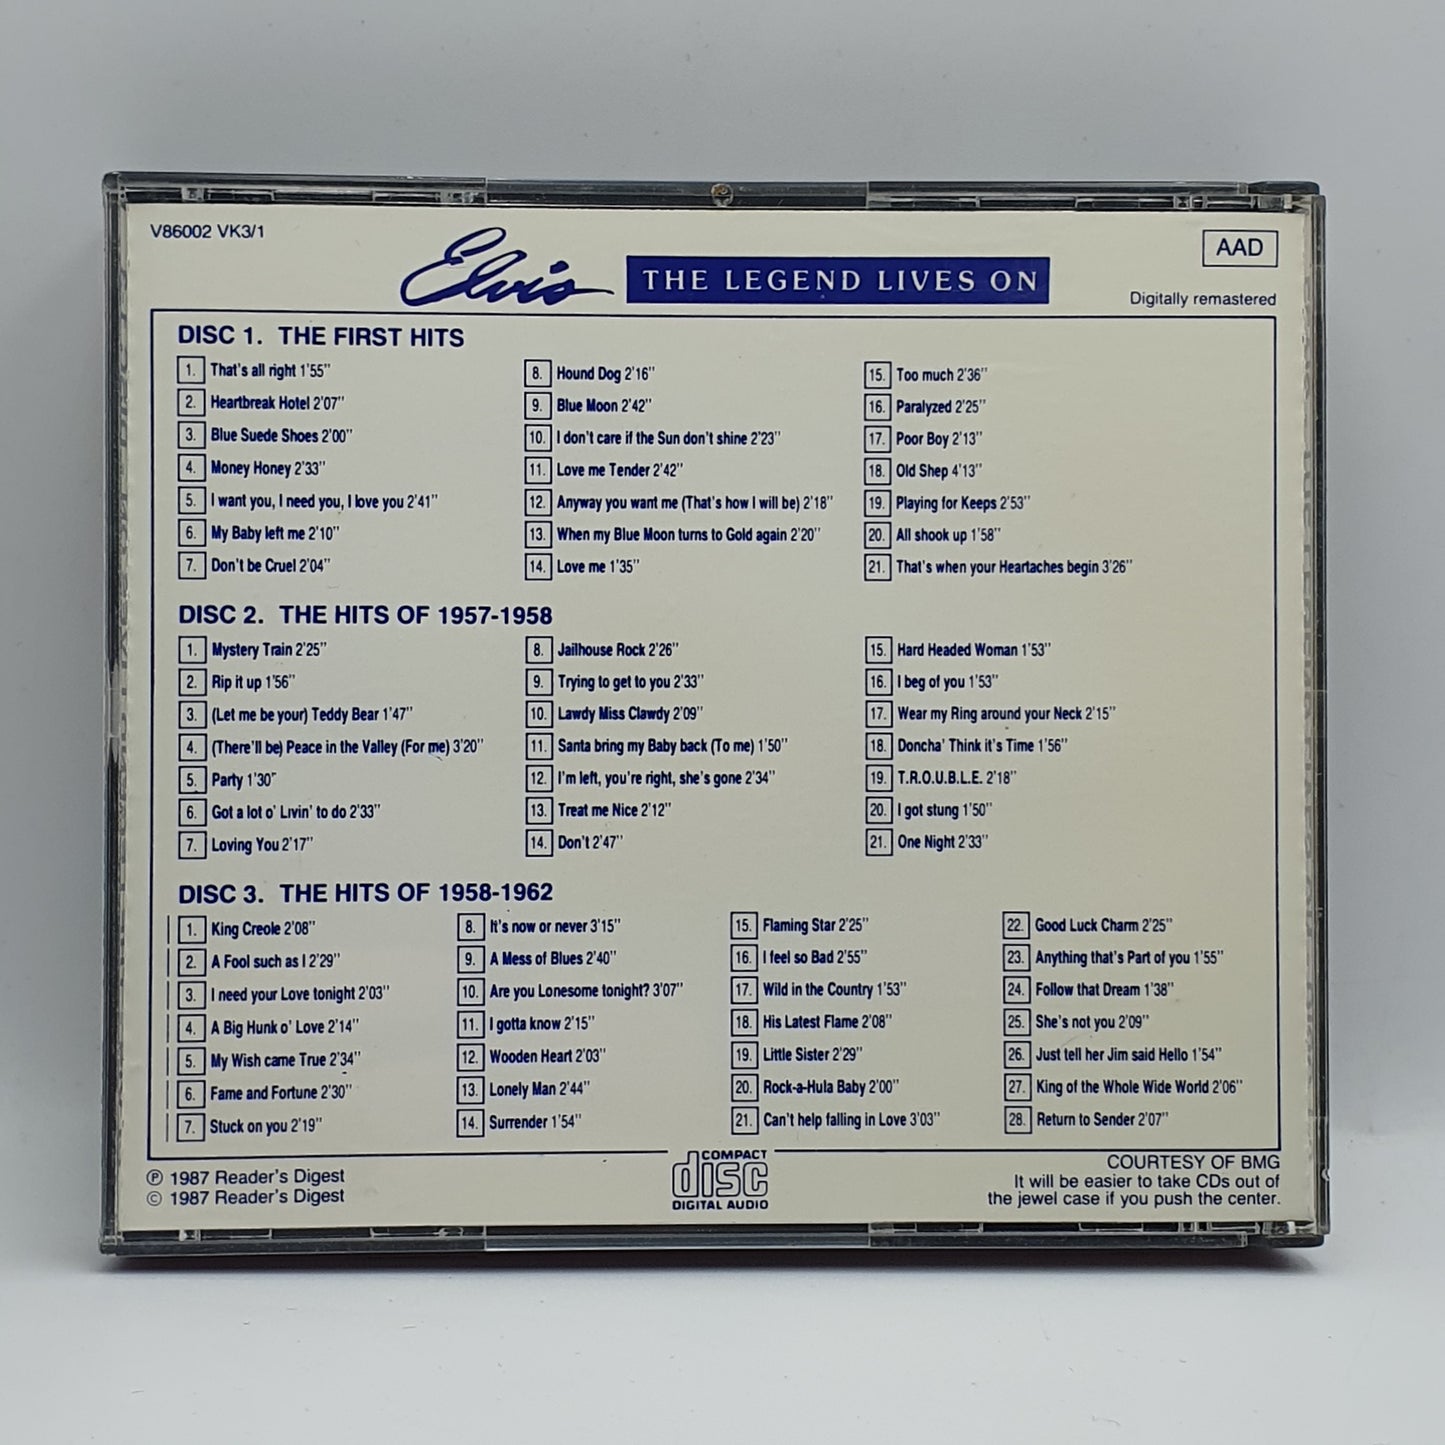 V86002 VK3/1
Elvis THE LEGEND LIVES ON
AAD
Digitally remastered
DISC 1. THE FIRST HITS
1. That's all right 1'55"
2. Heartbreak Hotel 2'07"
3. Blue Suede Shoes 2'00"
4. Money Honey 2'33"
5. I want you, I need you, I love you 2'41"
6. My Baby left me 2'10"
7. Don't be Cruel 2'04"
8. Hound Dog 2'16"
9. Blue Moon 2'42"
10. I don't care if the Sun don't shine 2'23"
11. Love me Tender 2'42"
12. Anyway you want me (That's how I will be) 2'18"
13. When my Blue Moon turns to Gold again 2'20"
14. Love me 1'35"
15. Too much 2'36"
16. Paralyzed 2'25"
17. Poor Boy 2'13"
18. Old Shep 4'13"
19. Playing for Keeps 2'53"
20. All shook up 1'58"
21. That's when your Heartaches begin 3'26"
DISC 2. THE HITS OF 1957-1958
1. Mystery Train 2'25"
2. Rip it up 1'56"
3. (Let me be your) Teddy Bear 1'47"
4. (There'll be) Peace in the Valley (For me) 3'20"
5. Party 1'30"
6. Got a lot o' Livin' to do 2'33"
7. Loving You 2'17"
8. Jailhouse Rock 2'26"
9. Trying to get to you 2'33"
10. Lawdy Miss Clawdy 2'09"
11. Santa bring my Baby back (To me) 1'50"
12. I'm left, you're right, she's gone 2'34"
13. Treat me Nice 2'12"
14. Don't 2'47"
15. Hard Headed Woman 1'53"
16. I beg of you 1'53"
17. Wear my Ring around your Neck 2'15"
18. Doncha' Think it's Time 1'56"
19. T.R.O.U.B.L.E. 2'18"
20. I got stung 1'50"
21. One Night 2'33"
DISC 3. THE HITS OF 1958-1962
1. King Creole 2'08"
2. A Fool such as I 2'29"
3. I need your Love tonight 2'03"
4. A Big Hunk o' Love 2'14"
5. My Wish came True 2'34"
6. Fame and Fortune 2'30"
7. Stuck on you 2'19"
8. It's now or never 3'15"
9. A Mess of Blues 2'40"
10. Are you Lonesome tonight? 3'07"
11. I gotta know 2'15"
12. Wooden Heart 2'03"
13. Lonely Man 2'44"
14. Surrender 1'54"
15. Flaming Star 2'25"
16. I feel so Bad 2'55"
17. Wild in the Country 1'53"
18. His Latest Flame 2'08"
19. Little Sister 2'29"
20. Rock-a-Hula Baby 2'00"
21. Can't help falling in Love 3'03"
22. Good Luck Charm 2'25"
23. Anything that's Part of you 1'55"
24. Follow that Dream 1'38"
25. She's not you 2'09"
26. Just tell her Jim said Hello 1'54"
27. King of the Whole Wide World 2'06"
28. Return to Sender 2'07"
℗ 1987 Reader's Digest
© 1987 Reader's Digest
COMPACT
disc
DIGITAL AUDIO
COURTESY OF BMG
It will be easier to take CDs out of
the jewel case if you push the center.